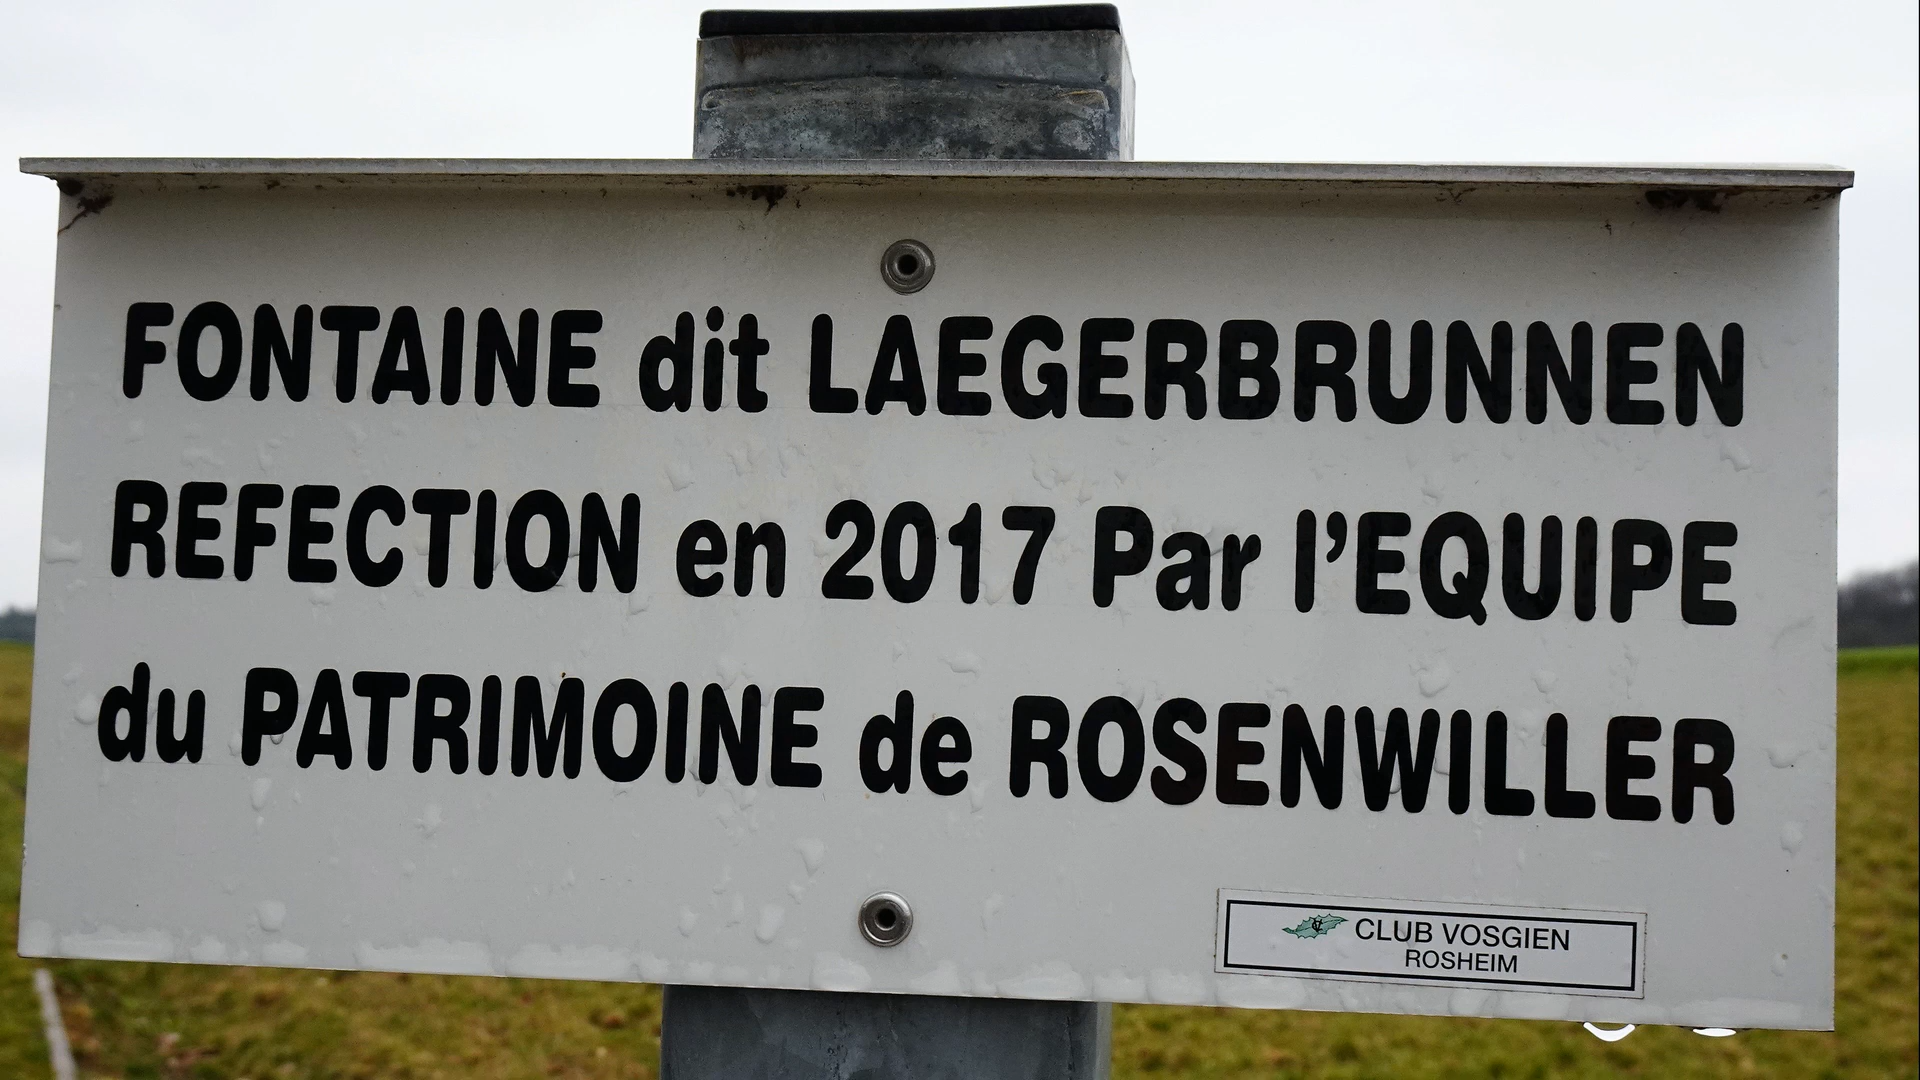 FONTAINE dit LAEGERBRUNNEN
REFECTION en 2017 Par l'EQUIPE
du PATRIMOINE de ROSENWILLER
CLUB VOSGIEN
ROSHEIM